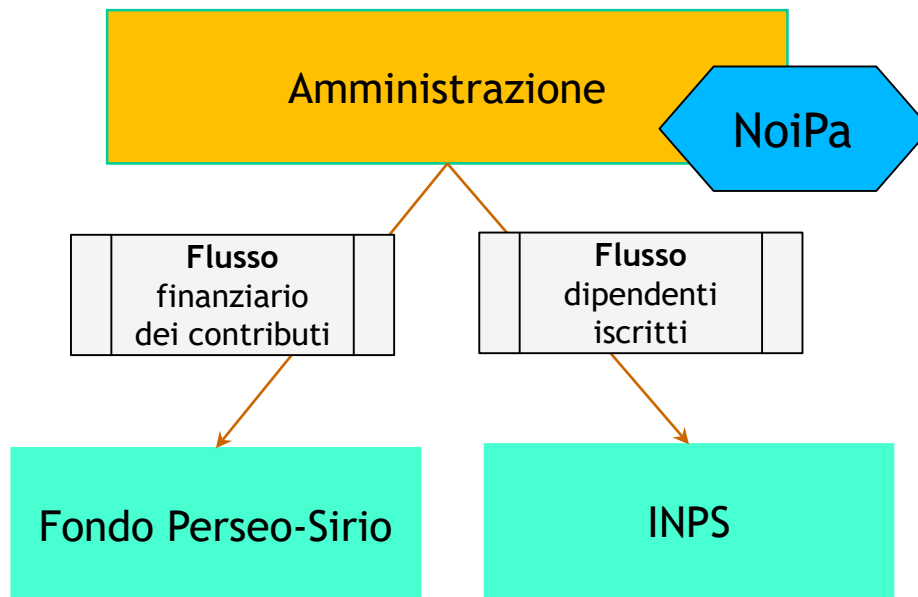 Amministrazione
NoiPa
Flusso
finanziario
dei contributi
Flusso
dipendenti
iscritti
Fondo Perseo-Sirio
INPS